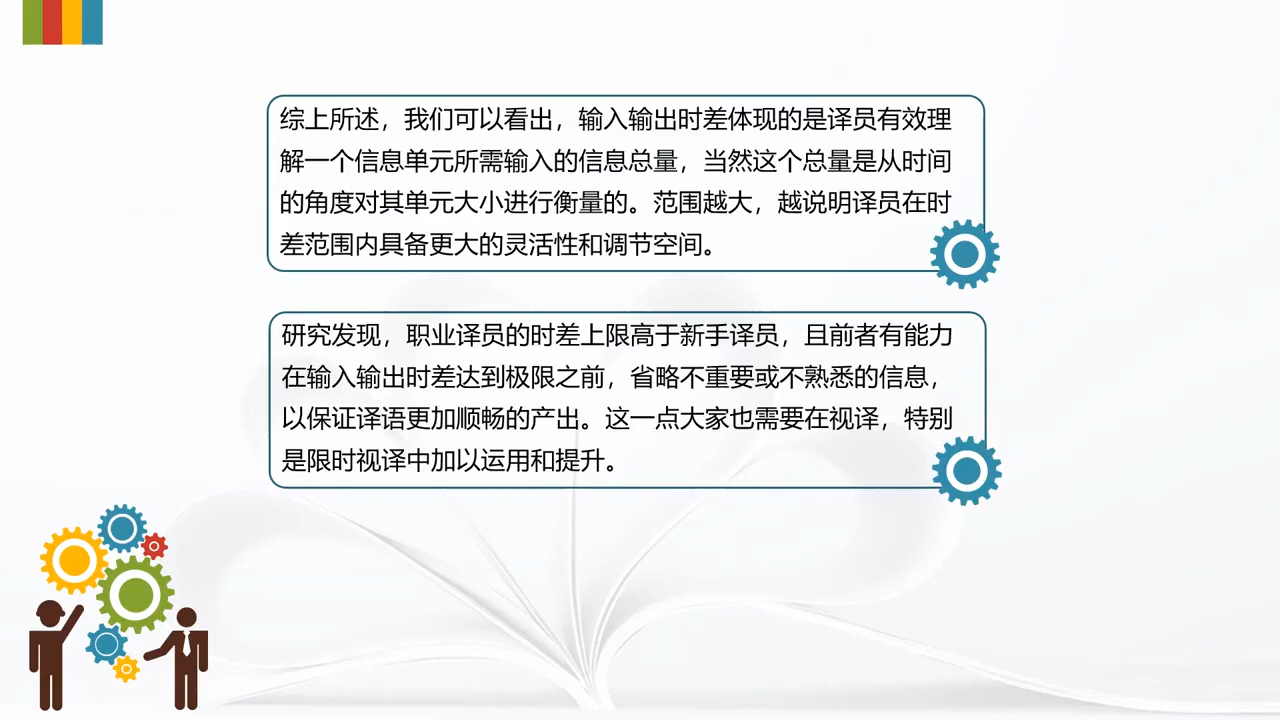 综上所述，我们可以看出，输入输出时差体现的是译员有效理
解一个信息单元所需输入的信息总量，当然这个总量是从时间
的角度对其单元大小进行衡量的。范围越大，越说明译员在时
差范围内具备更大的灵活性和调节空间。
研究发现，职业译员的时差上限高于新手译员，且前者有能力
在输入输出时差达到极限之前，省略不重要或不熟悉的信息，
以保证译语更加顺畅的产出。这一点大家也需要在视译，特别
是限时视译中加以运用和提升。